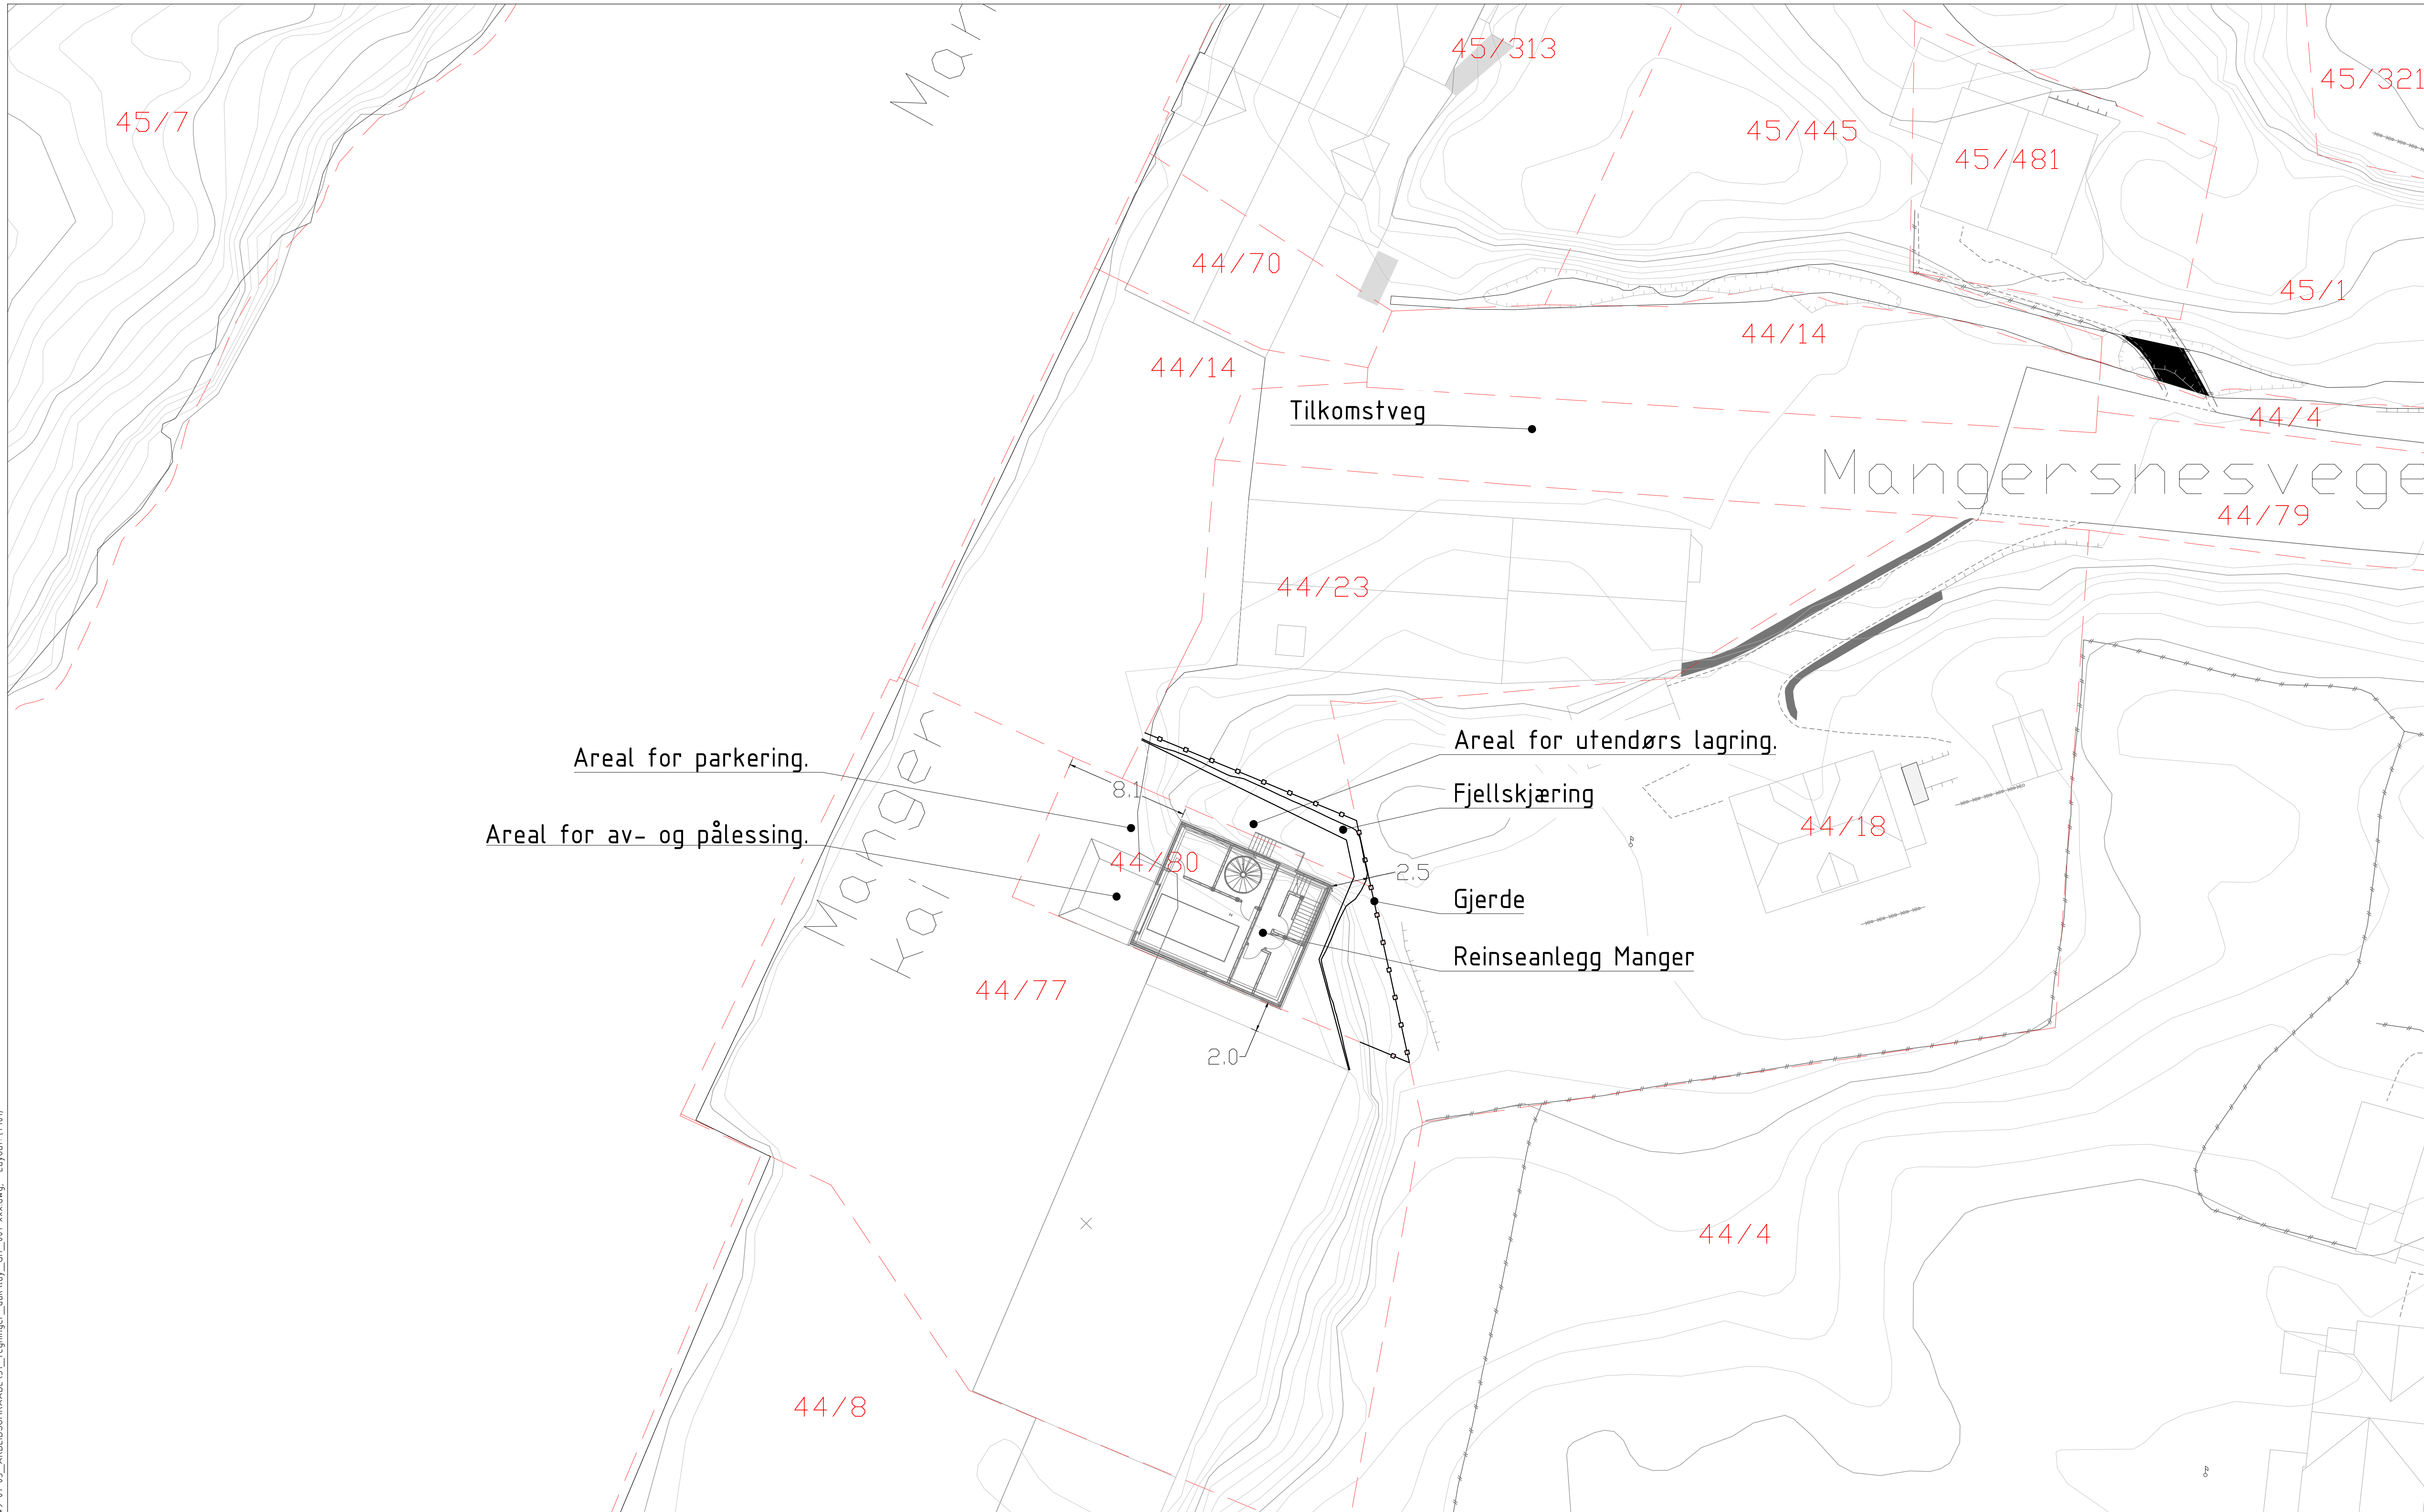 45/313
45/321
45/7
45/445
45/481
44/70
45/1
44/14
44/14
Tilkomstveg
44/4
44/79
44/23
Areal for utendørs lagring.
Areal for parkering.
8.1
Fjellskjæring
44/18
Areal for av- og pålessing.
44/80
2.5
Manger
kai
Gjerde
Reinseanlegg Manger
44/77
2.0
44/4
44/8